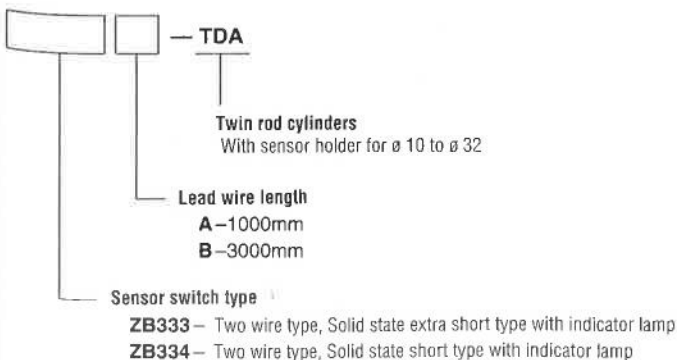 — TDA
Twin rod cylinders
With sensor holder for ø 10 to ø 32
Lead wire length
A–1000mm
B–3000mm
Sensor switch type
ZB333– Two wire type, Solid state extra short type with indicator lamp
ZB334– Two wire type, Solid state short type with indicator lamp